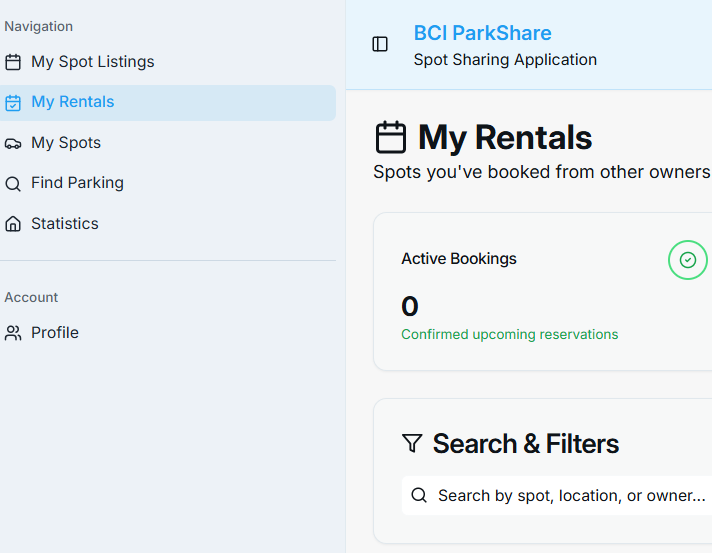 Navigation
My Spot Listings
My Rentals
My Spots
Find Parking
Statistics
Account
Profile
BCI ParkShare
Spot Sharing Application
My Rentals
Spots you've booked from other owners
Active Bookings
0
Confirmed upcoming reservations
Search & Filters
Search by spot, location, or owner...